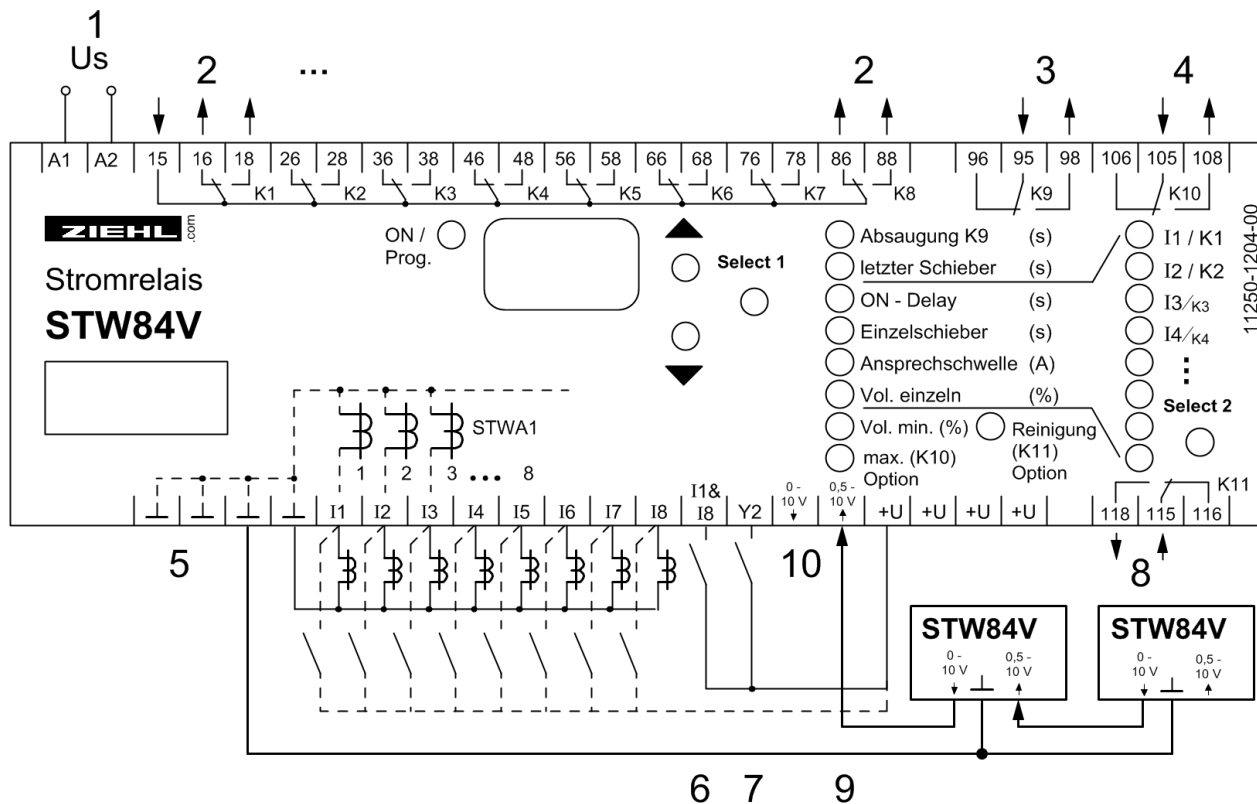 1
Us
2 ... 2 3 4
A1 A2 15 16 18 26 28 36 38 46 48 56 58 66 68 76 78 86 88 96 95 98 106 105 108
K1 K2 K3 K4 K5 K6 K7 K8 K9 K10
ZIEHL .com
Stromrelais
STW84V
ON /
Prog.
Select 1
Absaugung K9 (s)
letzter Schieber (s)
ON - Delay (s)
Einzelschieber (s)
Ansprechschwelle (A)
Vol. einzeln (%)
Vol. min. (%)
max. (K10)
Option
Reinigung
(K11)
Option
I1 / K1
I2 / K2
I3/K3
I4/K4
Select 2
11250-1204-00
STWA1
1 2 3 ... 8
K11
I1 I2 I3 I4 I5 I6 I7 I8 I1& I8 Y2 0 - 10 V 0,5 - 10 V +U +U +U +U 118 115 116
5 10 8
STW84V
0 - 10 V 0,5 - 10 V
STW84V
0 - 10 V 0,5 - 10 V
6 7 9